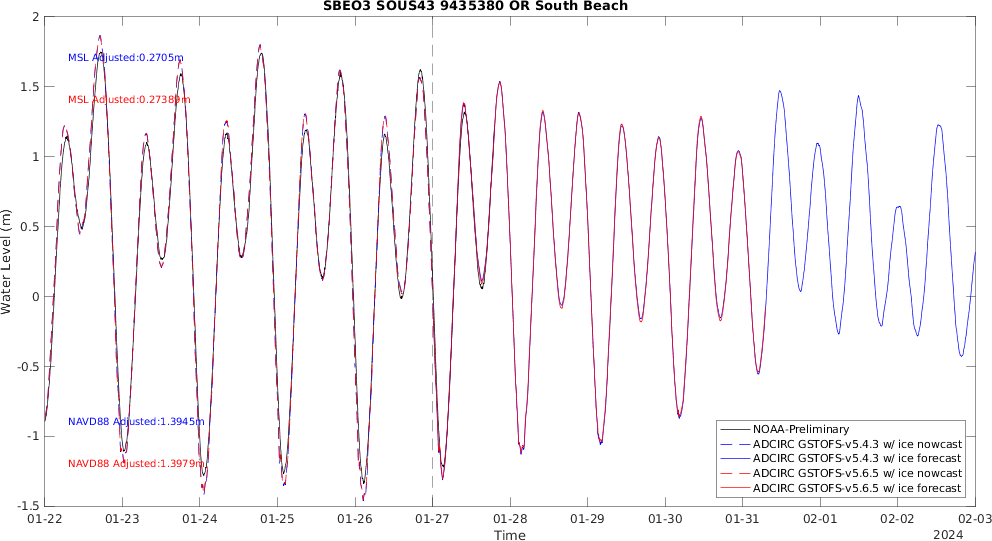 SBEO3 SOUS43 9435380 OR South Beach
2
1.5
1
0.5
0
-0.5
-1
-1.5
Water Level (m)
MSL Adjusted:0.2705m
MSL Adjusted:0.27389m
NAVD88 Adjusted:1.3945m
NAVD88 Adjusted:1.3979m
NOAA-Preliminary
ADCIRC GSTOFS-v5.4.3 w/ ice nowcast
ADCIRC GSTOFS-v5.4.3 w/ ice forecast
ADCIRC GSTOFS-v5.6.5 w/ ice nowcast
ADCIRC GSTOFS-v5.6.5 w/ ice forecast
01-22 01-23 01-24 01-25 01-26 01-27 01-28 01-29 01-30 01-31 02-01 02-02 02-03
Time
2024